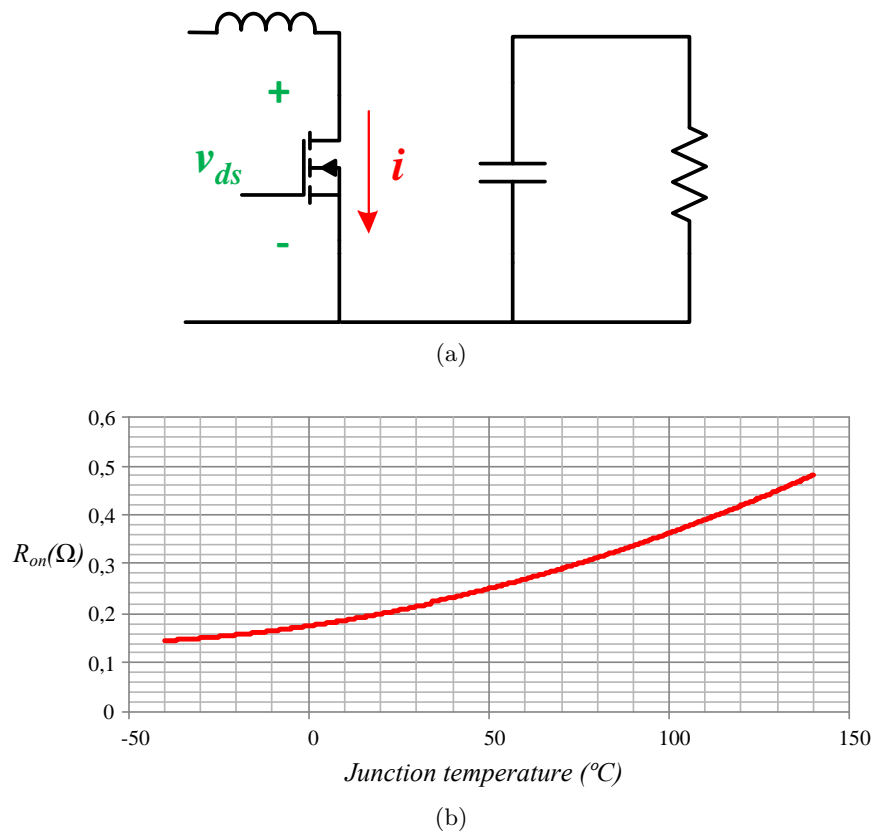 +
v_ds
i
-
(a)
0,6
0,5
0,4
R_on(Ω)
0,3
0,2
0,1
0
-50
0
50
100
150
Junction temperature (ºC)
(b)